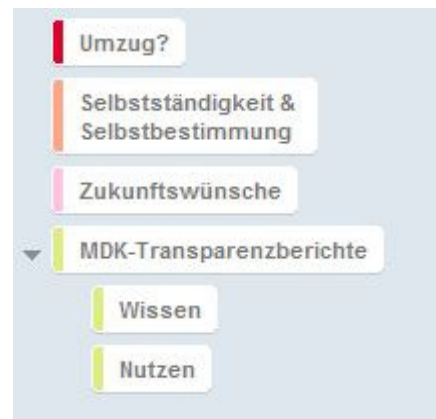 Umzug?
Selbstständigkeit &
Selbstbestimmung
Zukunftswünsche
MDK-Transparenzberichte
Wissen
Nutzen